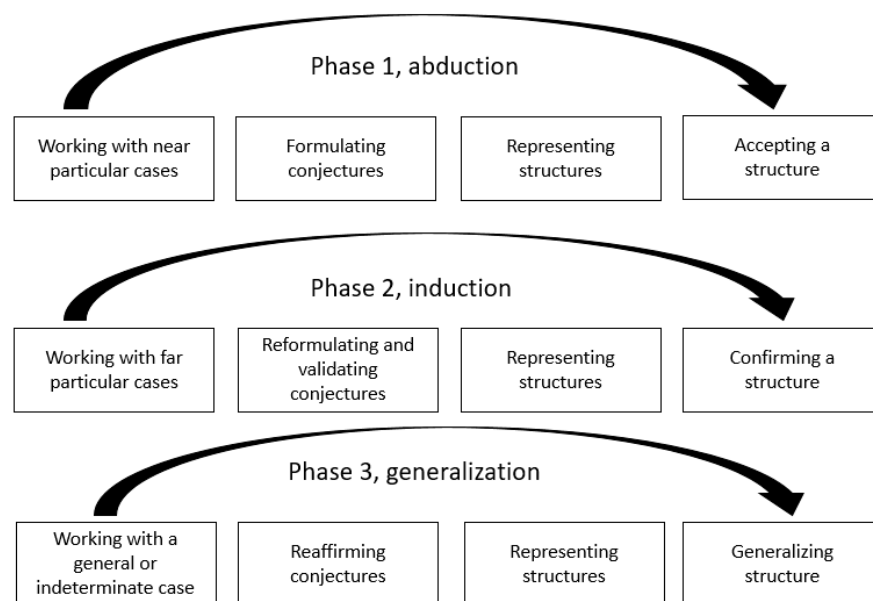 Phase 1, abduction
Working with near
particular cases
Formulating
conjectures
Representing
structures
Accepting a
structure
Phase 2, induction
Working with far
particular cases
Reformulating and
validating
conjectures
Representing
structures
Confirming a
structure
Phase 3, generalization
Working with a
general or
indeterminate case
Reaffirming
conjectures
Representing
structures
Generalizing
structure